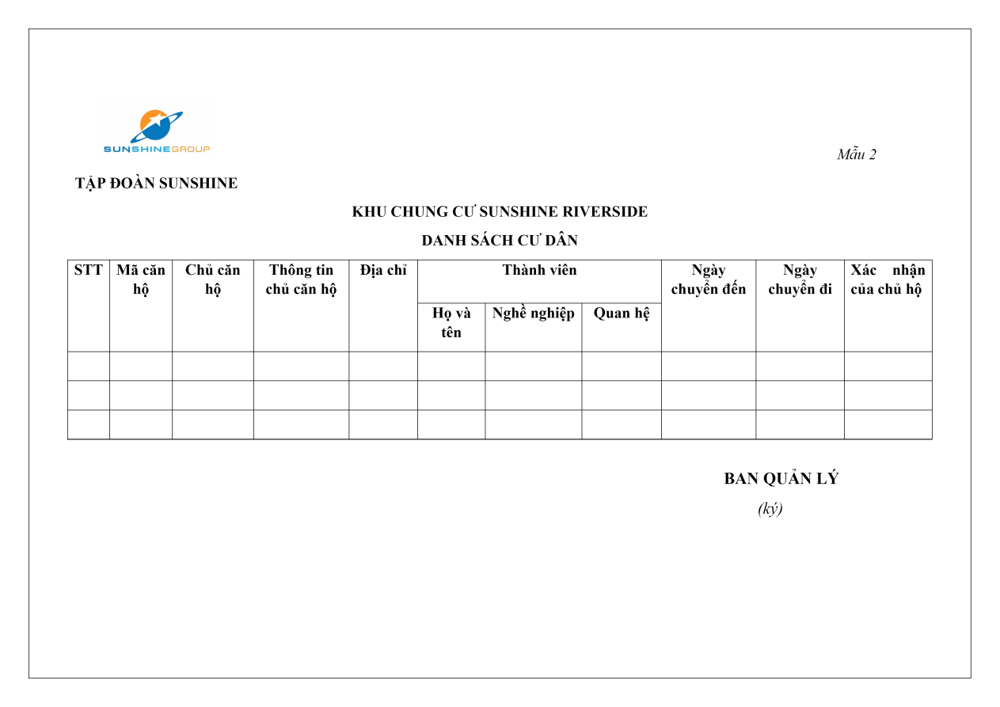 SUNSHINEGROUP
Mẫu 2
TẬP ĐOÀN SUNSHINE
KHU CHUNG CƯ SUNSHINE RIVERSIDE
DANH SÁCH CƯ DÂN
STT
Mã căn
hộ
Chủ căn
hộ
Thông tin
chủ căn hộ
Địa chỉ
Thành viên
Ngày
chuyển đến
Ngày
chuyển đi
Xác nhận
của chủ hộ
Họ và
tên
Nghề nghiệp
Quan hệ
BAN QUẢN LÝ
(ký)